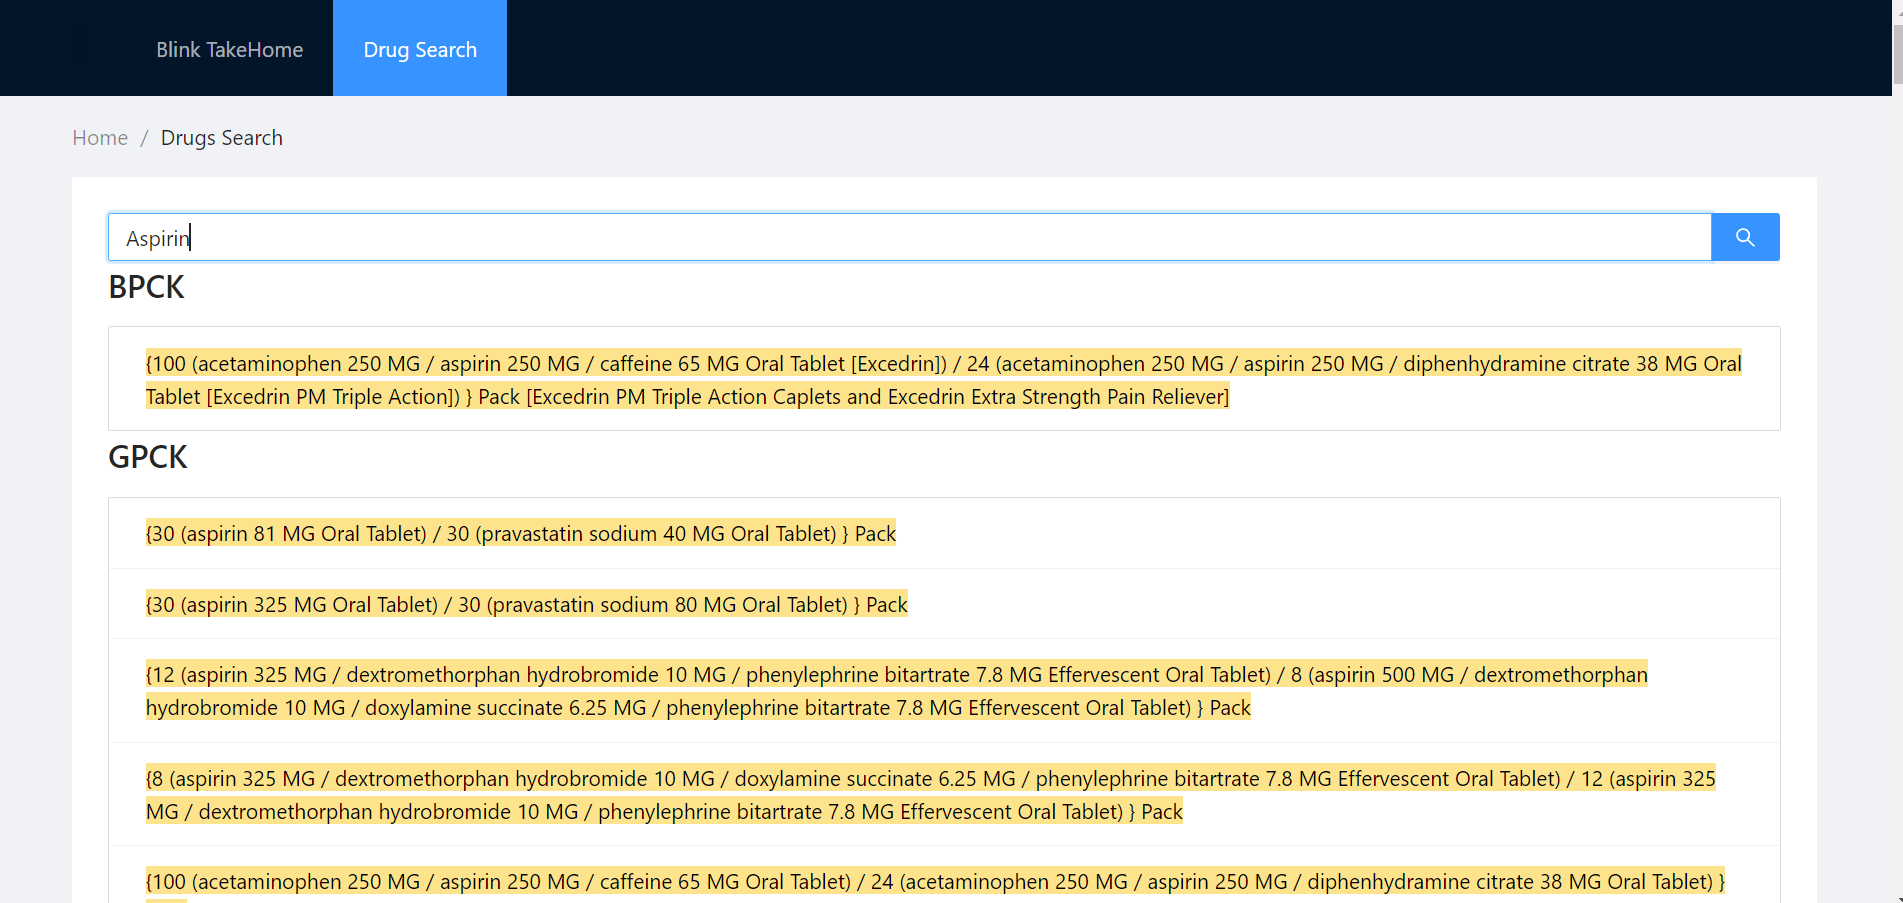 Blink TakeHome
Drug Search
Home / Drugs Search
Aspirin
BPCK
{100 (acetaminophen 250 MG / aspirin 250 MG / caffeine 65 MG Oral Tablet [Excedrin]) / 24 (acetaminophen 250 MG / aspirin 250 MG / diphenhydramine citrate 38 MG Oral
Tablet [Excedrin PM Triple Action]) } Pack [Excedrin PM Triple Action Caplets and Excedrin Extra Strength Pain Reliever]
GPCK
{30 (aspirin 81 MG Oral Tablet) / 30 (pravastatin sodium 40 MG Oral Tablet) } Pack
{30 (aspirin 325 MG Oral Tablet) / 30 (pravastatin sodium 80 MG Oral Tablet) } Pack
{12 (aspirin 325 MG / dextromethorphan hydrobromide 10 MG / phenylephrine bitartrate 7.8 MG Effervescent Oral Tablet) / 8 (aspirin 500 MG / dextromethorphan
hydrobromide 10 MG / doxylamine succinate 6.25 MG / phenylephrine bitartrate 7.8 MG Effervescent Oral Tablet) } Pack
{8 (aspirin 325 MG / dextromethorphan hydrobromide 10 MG / doxylamine succinate 6.25 MG / phenylephrine bitartrate 7.8 MG Effervescent Oral Tablet) / 12 (aspirin 325
MG / dextromethorphan hydrobromide 10 MG / phenylephrine bitartrate 7.8 MG Effervescent Oral Tablet) } Pack
{100 (acetaminophen 250 MG / aspirin 250 MG / caffeine 65 MG Oral Tablet) / 24 (acetaminophen 250 MG / aspirin 250 MG / diphenhydramine citrate 38 MG Oral Tablet) }